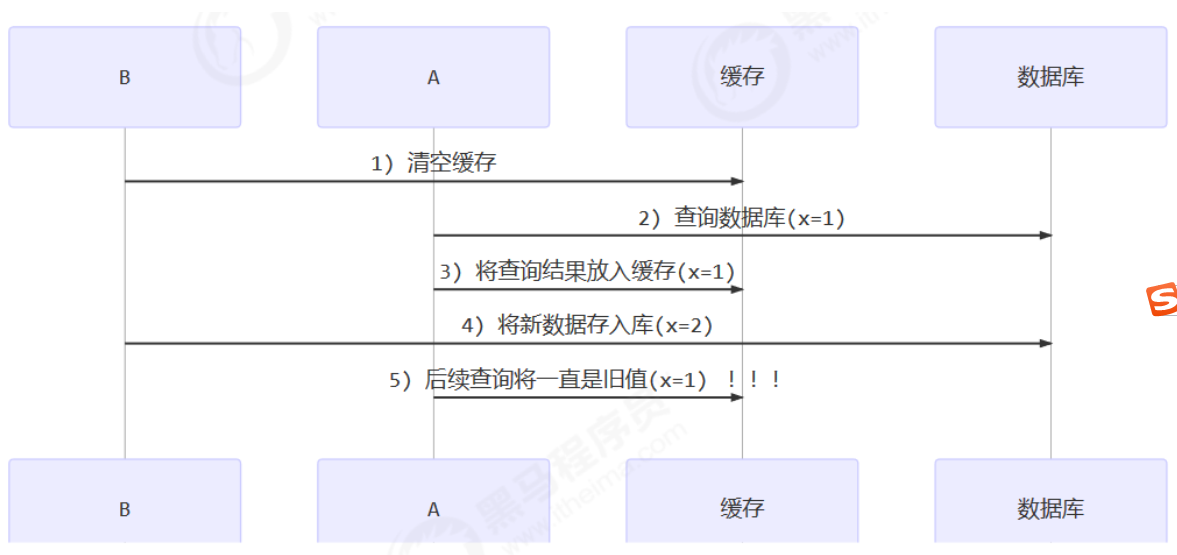 B
A
缓存
数据库
1) 清空缓存
2) 查询数据库(x=1)
3) 将查询结果放入缓存(x=1)
4) 将新数据存入库(x=2)
5) 后续查询将一直是旧值(x=1) !!!
黑马程序员
www.itheima.com
B
A
缓存
数据库